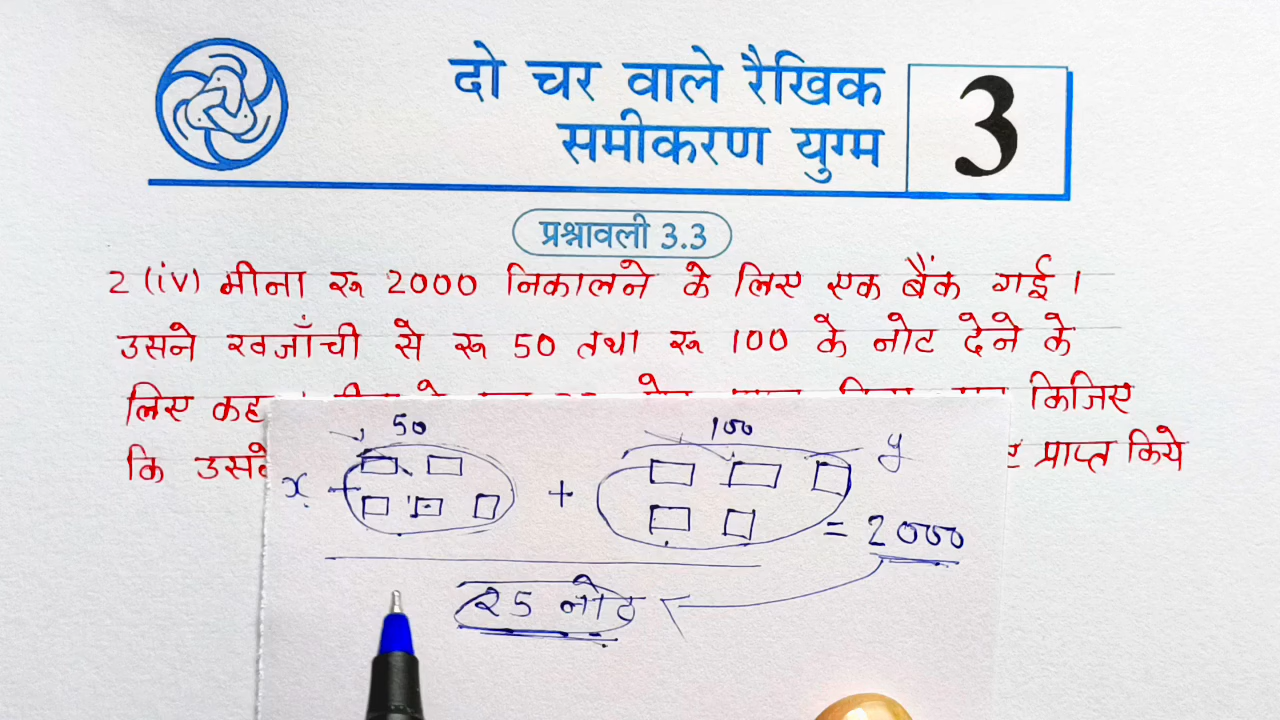 दो चर वाले रैखिक
समीकरण युग्म
3
प्रश्नावली 3.3
2 (iv) मीना रू 2000 निकालने के लिए एक बैंक गई ।
उसने खजाँची से रू 50 तथा रू 100 के नोट देने के
लिए कह किजिए
कि उसने प्राप्त किये
50 100
x + y
= 2000
25 नोट